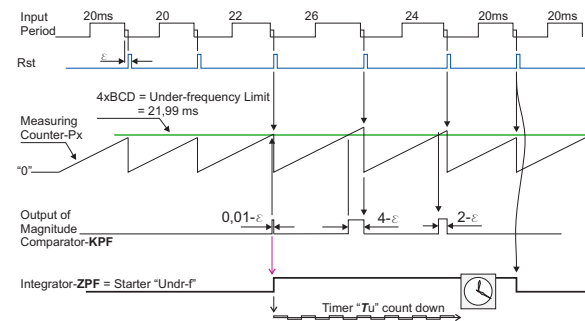 Input Period 20ms 20 22 26 24 20ms 20ms
Rst ε
4xBCD = Under-frequency Limit
= 21,99 ms
Measuring
Counter-Px
"0"
Output of
Magnitude
Comparator-KPF
0,01-ε 4-ε 2-ε
Integrator-ZPF = Starter "Undr-f"
Timer "Tu" count down